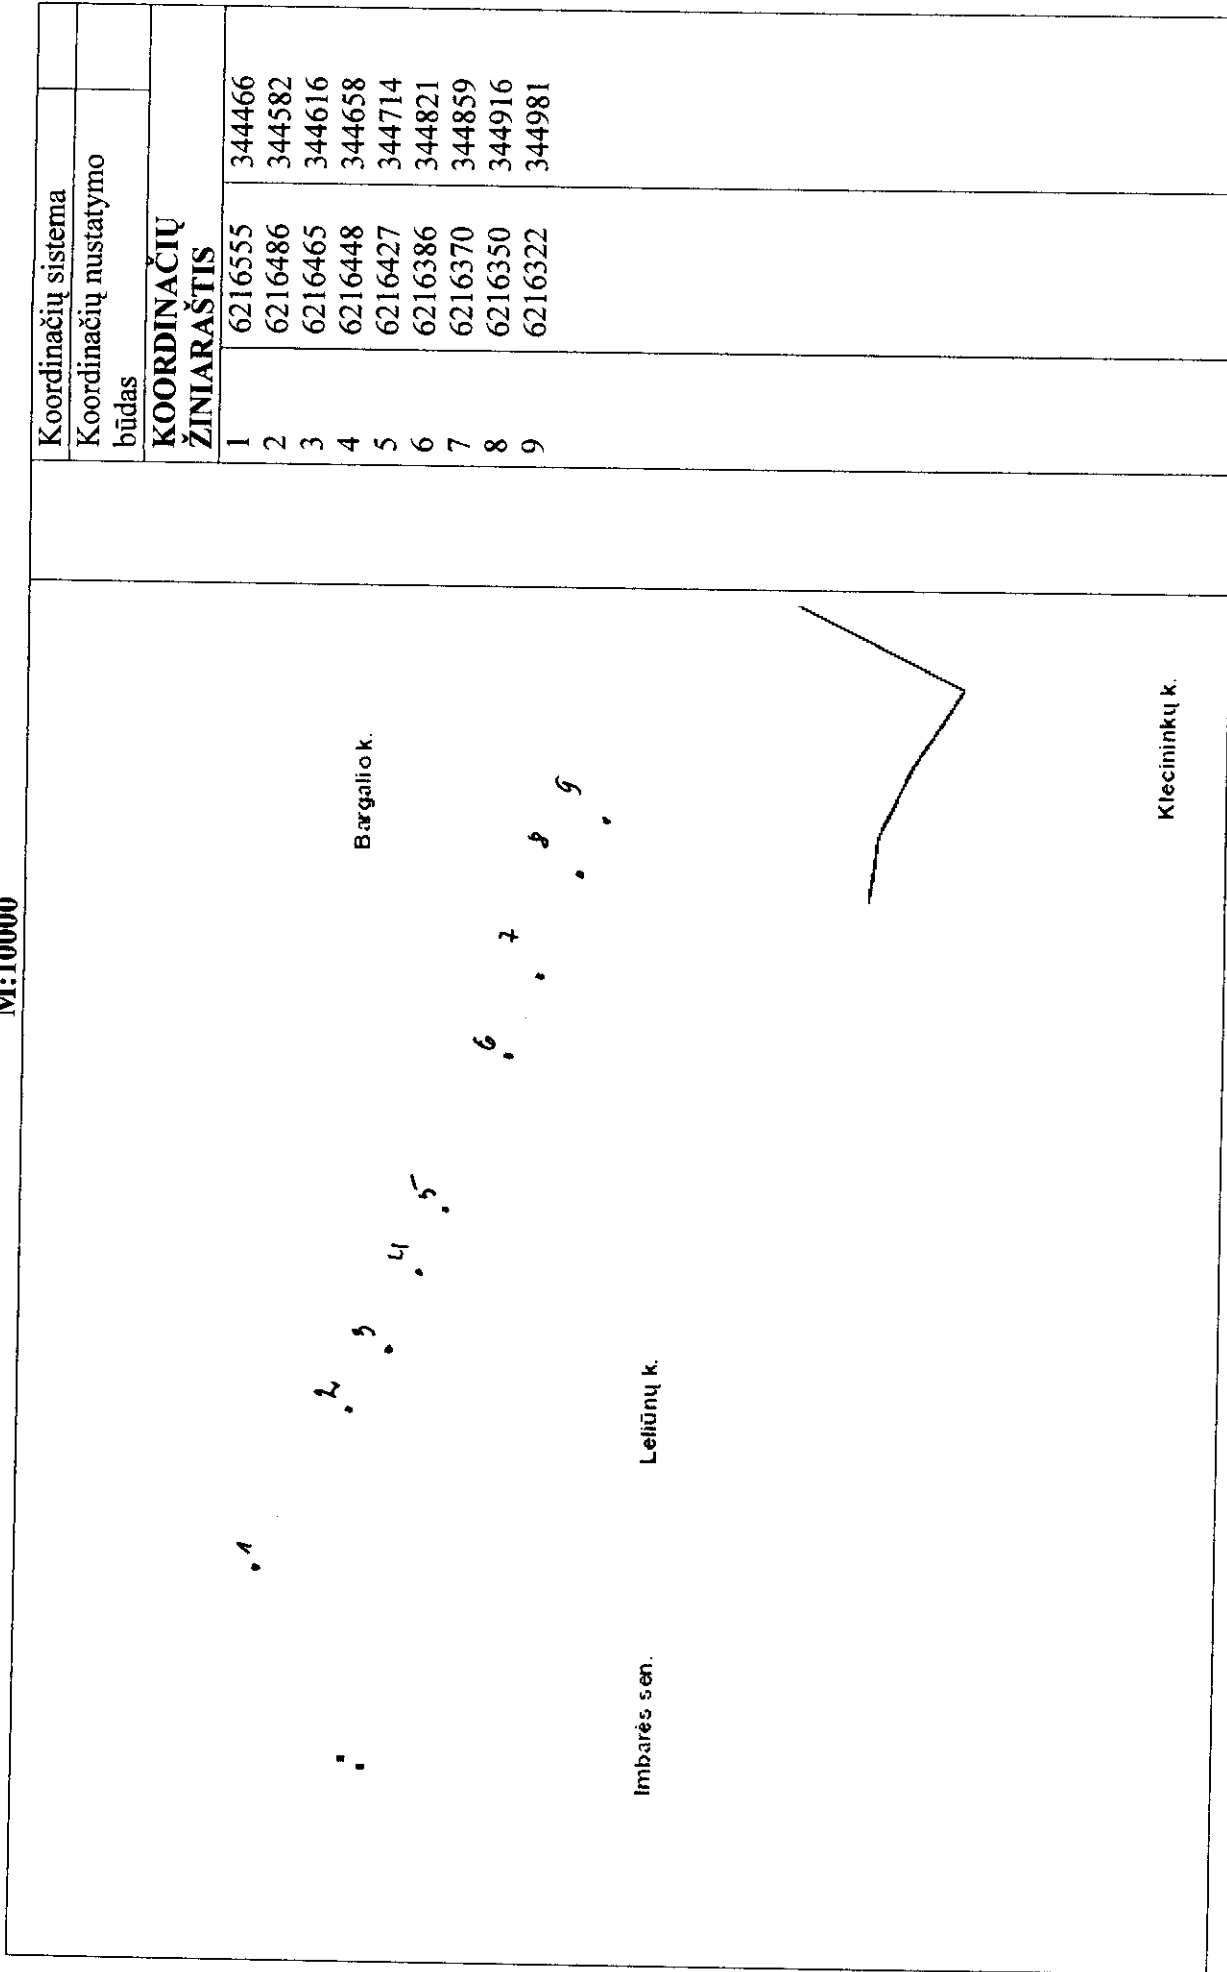 M:10000
Koordinačių sistema
Koordinačių nustatymo
būdas
KOORDINAČIŲ
ŽINIARAŠTIS
1 6216555 344466
2 6216486 344582
3 6216465 344616
4 6216448 344658
5 6216427 344714
6 6216386 344821
7 6216370 344859
8 6216350 344916
9 6216322 344981
1
2
3
4
5
6
7
8
9
Bargalio k.
Imbarės sen.
Leliūnų k.
Klecininkų k.